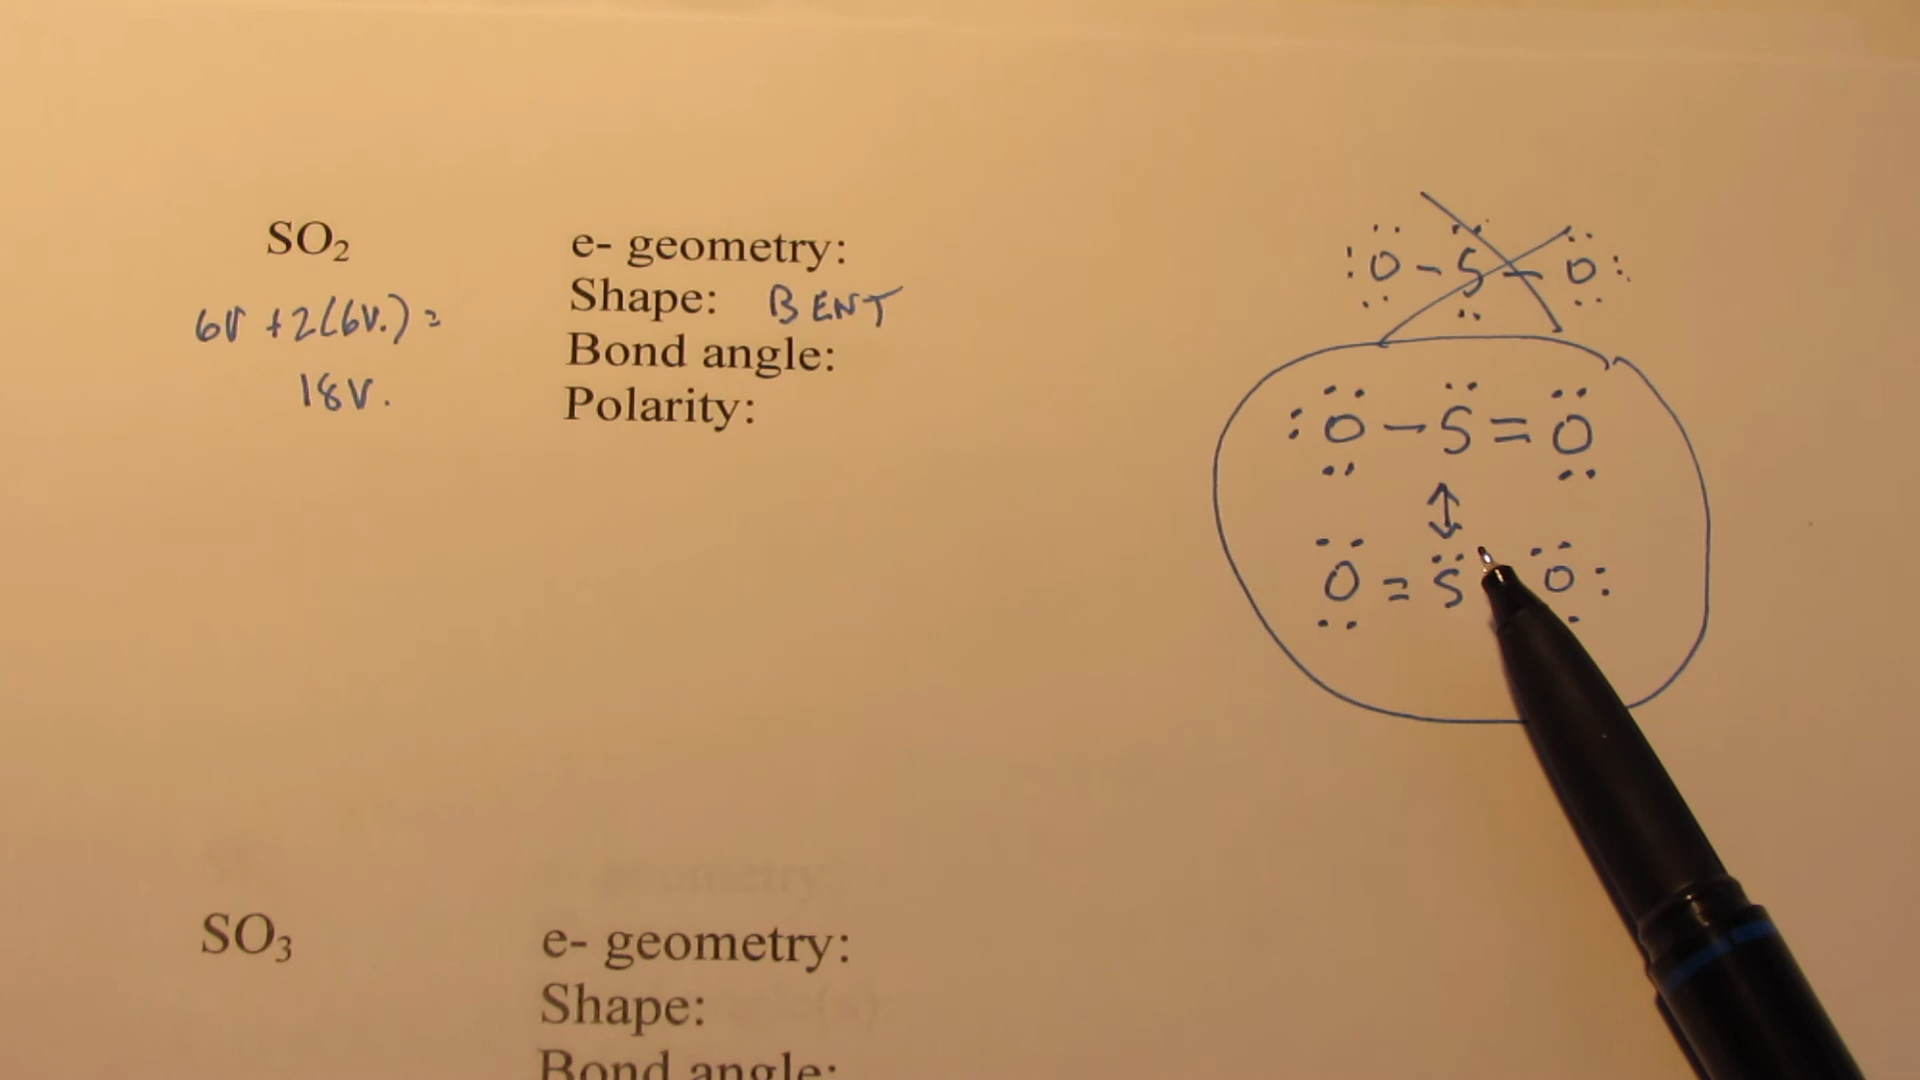 SO₂
6V + 2(6V.) =
18V.
e- geometry:
Shape: BENT
Bond angle:
Polarity:
:O - S - O:
:O - S = O
↕
O = S O:
SO₃
e- geometry:
Shape:
Bond angle: